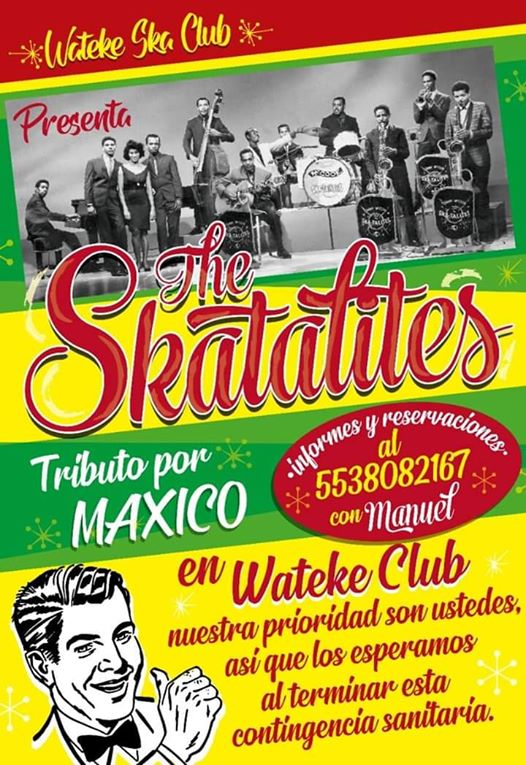 Wateke Ska Club
Presenta
The
Skatalites
Tributo por
MAXICO
informes y reservaciones
al
5538082167
con Manuel
en Wateke Club
nuestra prioridad son ustedes,
así que los esperamos
al terminar esta
contingencia sanitaria.